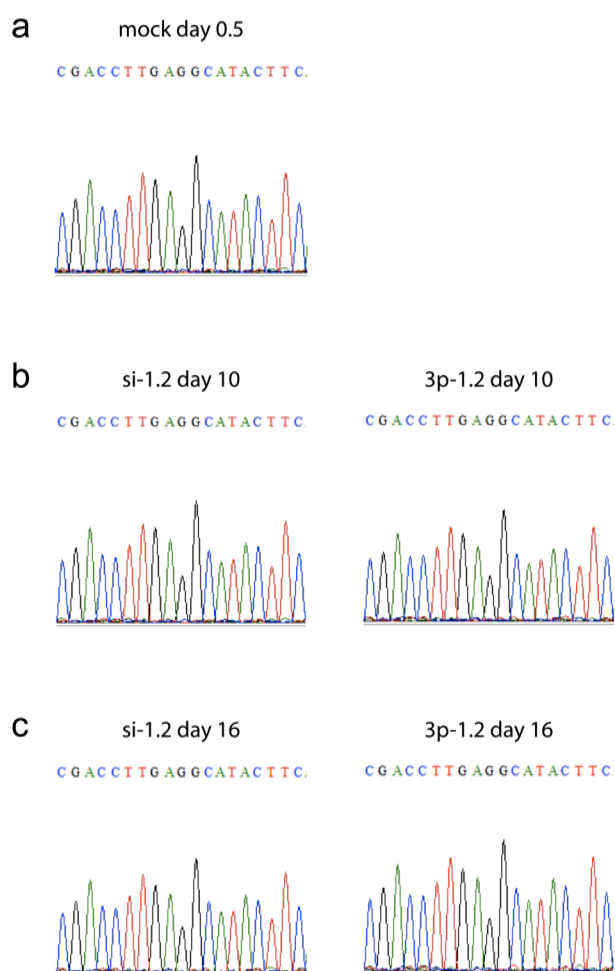 a
mock day 0.5
CGACCTTGAGGCATACTTC.
b
si-1.2 day 10
CGACCTTGAGGCATACTTC.
3p-1.2 day 10
CGACCTTGAGGCATACTTC.
c
si-1.2 day 16
CGACCTTGAGGCATACTTC.
3p-1.2 day 16
CGACCTTGAGGCATACTTC.